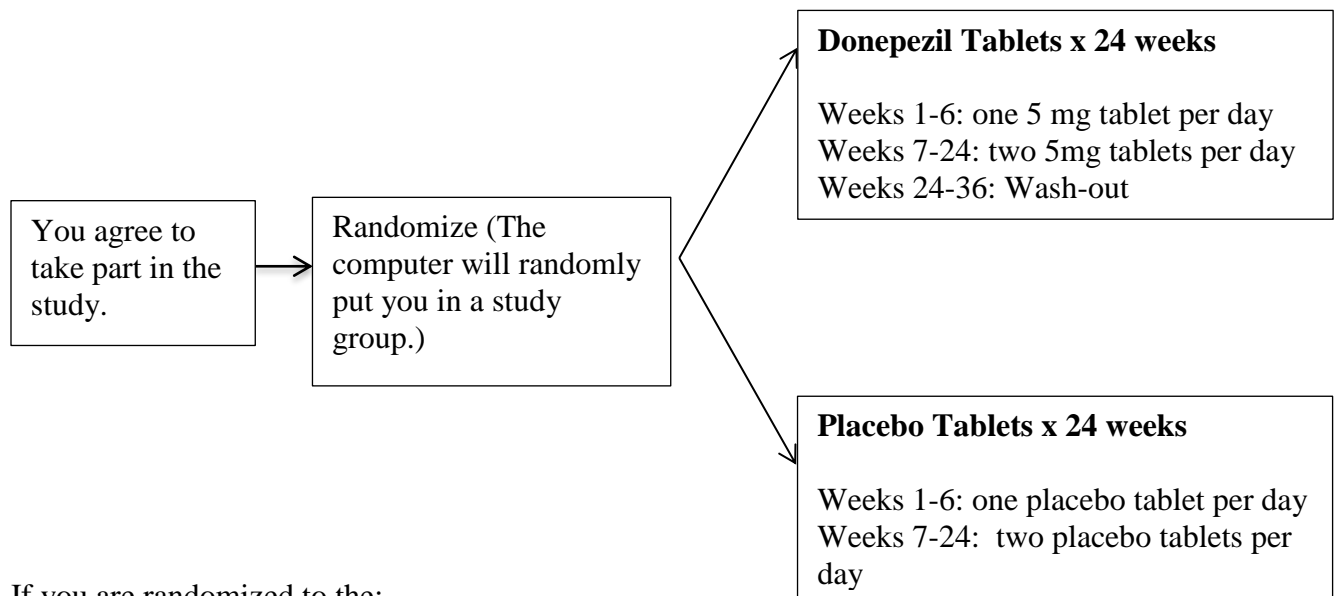 Donepezil Tablets x 24 weeks
Weeks 1-6: one 5 mg tablet per day
Weeks 7-24: two 5mg tablets per day
Weeks 24-36: Wash-out
You agree to
take part in the
study.
Randomize (The
computer will randomly
put you in a study
group.)
Placebo Tablets x 24 weeks
Weeks 1-6: one placebo tablet per day
Weeks 7-24: two placebo tablets per
day
If you are randomized to the: